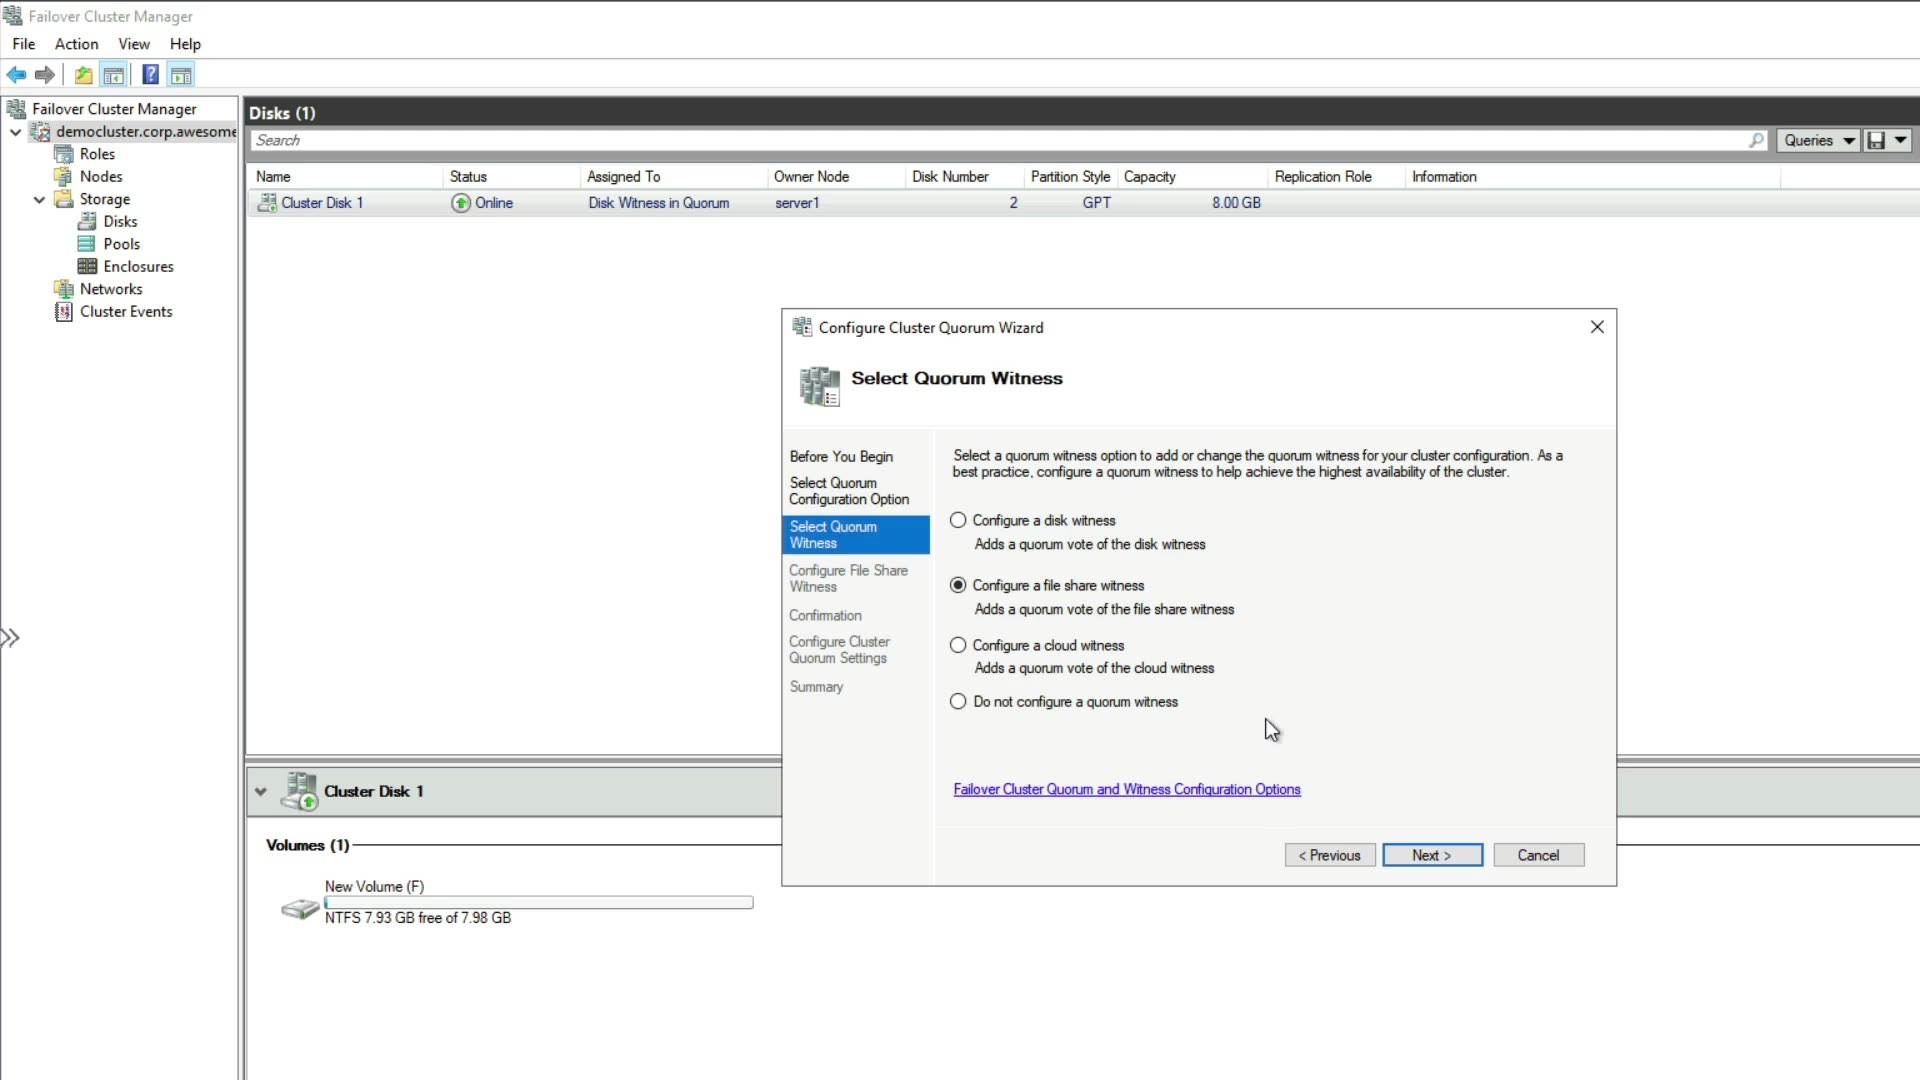 Failover Cluster Manager
File Action View Help
Failover Cluster Manager
democluster.corp.awesome
Roles
Nodes
Storage
Disks
Pools
Enclosures
Networks
Cluster Events
Disks (1)
Search
Queries
Name Status Assigned To Owner Node Disk Number Partition Style Capacity Replication Role Information
Cluster Disk 1 Online Disk Witness in Quorum server1 2 GPT 8.00 GB
Configure Cluster Quorum Wizard
Select Quorum Witness
Before You Begin
Select Quorum
Configuration Option
Select Quorum
Witness
Configure File Share
Witness
Confirmation
Configure Cluster
Quorum Settings
Summary
Select a quorum witness option to add or change the quorum witness for your cluster configuration. As a
best practice, configure a quorum witness to help achieve the highest availability of the cluster.
Configure a disk witness
Adds a quorum vote of the disk witness
Configure a file share witness
Adds a quorum vote of the file share witness
Configure a cloud witness
Adds a quorum vote of the cloud witness
Do not configure a quorum witness
Failover Cluster Quorum and Witness Configuration Options
< Previous Next > Cancel
Cluster Disk 1
Volumes (1)
New Volume (F)
NTFS 7.93 GB free of 7.98 GB